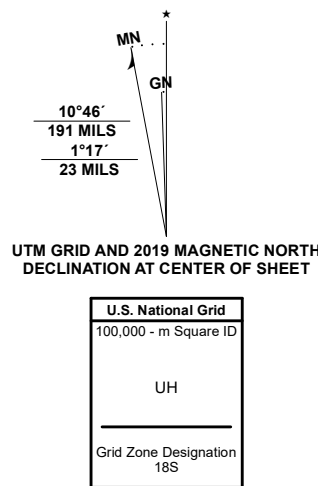 ★
MN
GN
10°46´
191 MILS
1°17´
23 MILS
UTM GRID AND 2019 MAGNETIC NORTH
DECLINATION AT CENTER OF SHEET
U.S. National Grid
100,000 - m Square ID
UH
Grid Zone Designation
18S